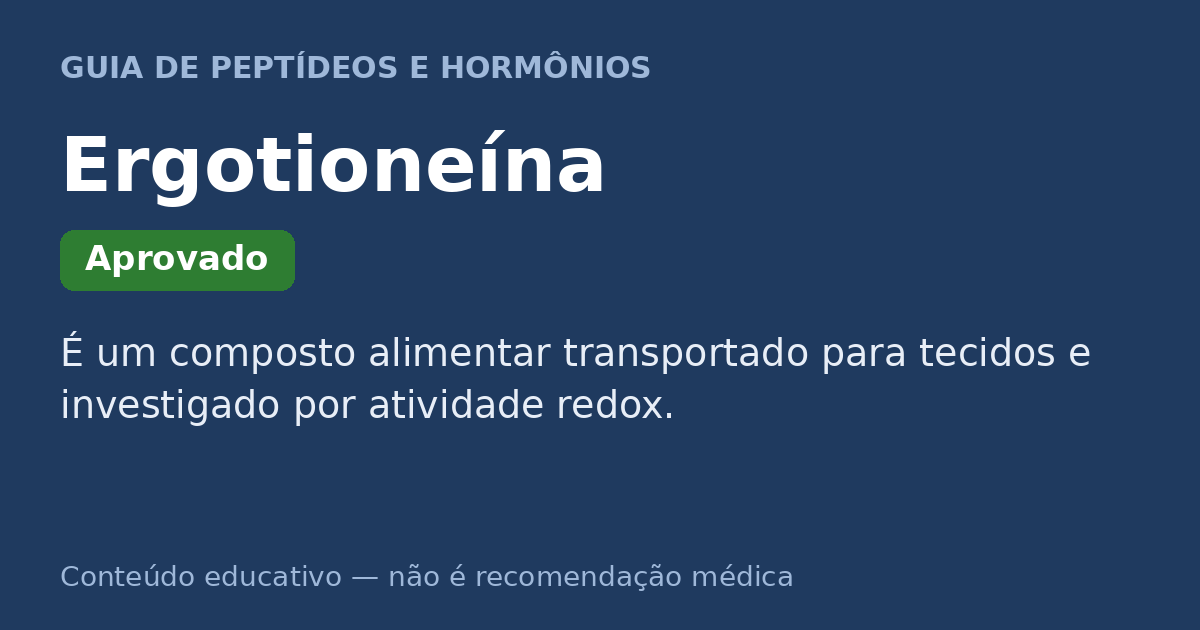 GUIA DE PEPTÍDEOS E HORMÔNIOS
Ergotioneína
Aprovado
É um composto alimentar transportado para tecidos e
investigado por atividade redox.
Conteúdo educativo — não é recomendação médica